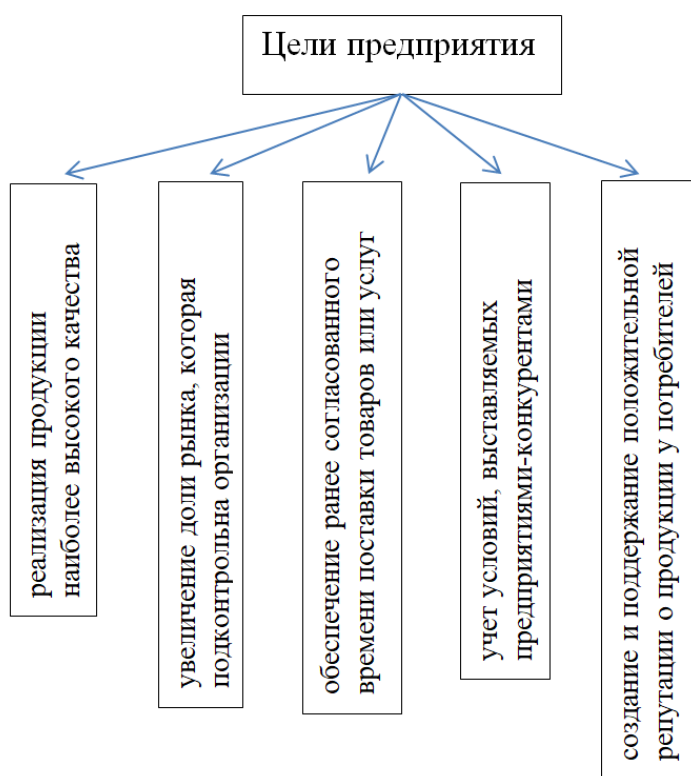 Цели предприятия
реализация продукции
наиболее высокого качества
увеличение доли рынка, которая
подконтрольна организации
обеспечение ранее согласованного
времени поставки товаров или услуг
учет условий, выставляемых
предприятиями-конкурентами
создание и поддержание положительной
репутации о продукции у потребителей